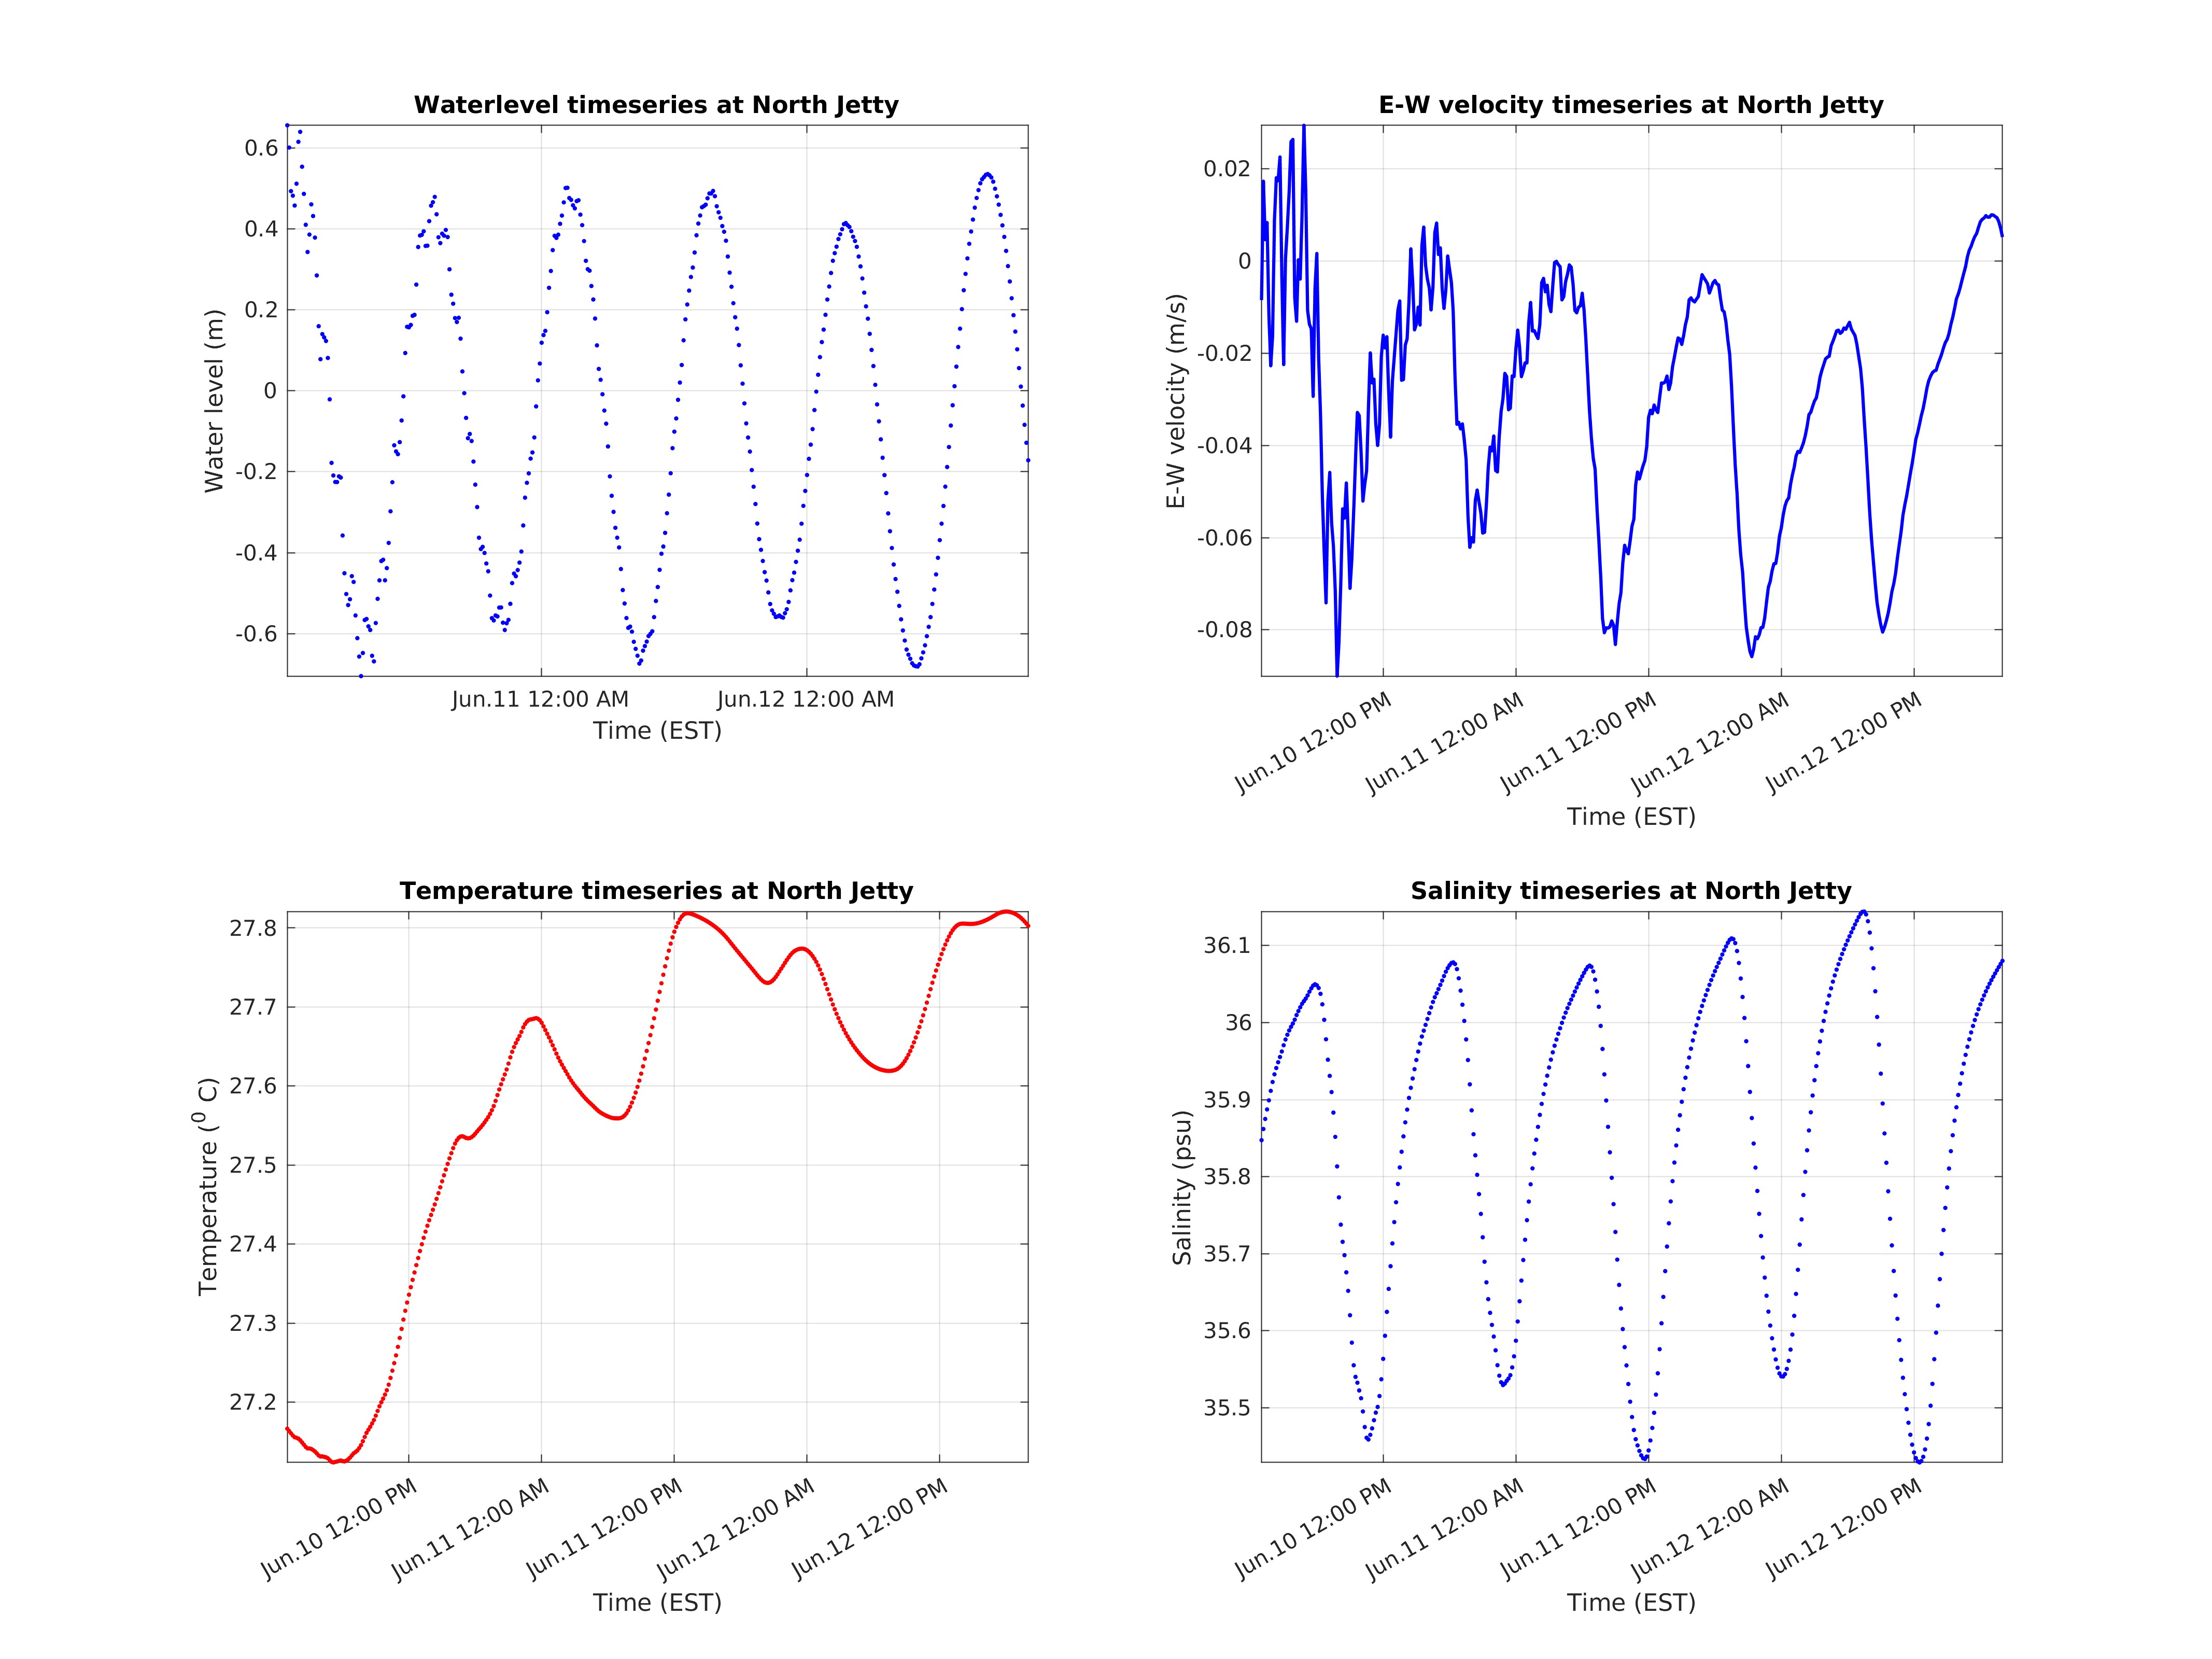 Waterlevel timeseries at North Jetty
0.6
0.4
0.2
0
-0.2
-0.4
-0.6
Water level (m)
Jun.11 12:00 AM
Jun.12 12:00 AM
Time (EST)
E-W velocity timeseries at North Jetty
0.02
0
-0.02
-0.04
-0.06
-0.08
E-W velocity (m/s)
Jun.10 12:00 PM
Jun.11 12:00 AM
Jun.11 12:00 PM
Jun.12 12:00 AM
Jun.12 12:00 PM
Time (EST)
Temperature timeseries at North Jetty
27.8
27.7
27.6
27.5
27.4
27.3
27.2
Temperature (⁰ C)
Jun.10 12:00 PM
Jun.11 12:00 AM
Jun.11 12:00 PM
Jun.12 12:00 AM
Jun.12 12:00 PM
Time (EST)
Salinity timeseries at North Jetty
36.1
36
35.9
35.8
35.7
35.6
35.5
Salinity (psu)
Jun.10 12:00 PM
Jun.11 12:00 AM
Jun.11 12:00 PM
Jun.12 12:00 AM
Jun.12 12:00 PM
Time (EST)